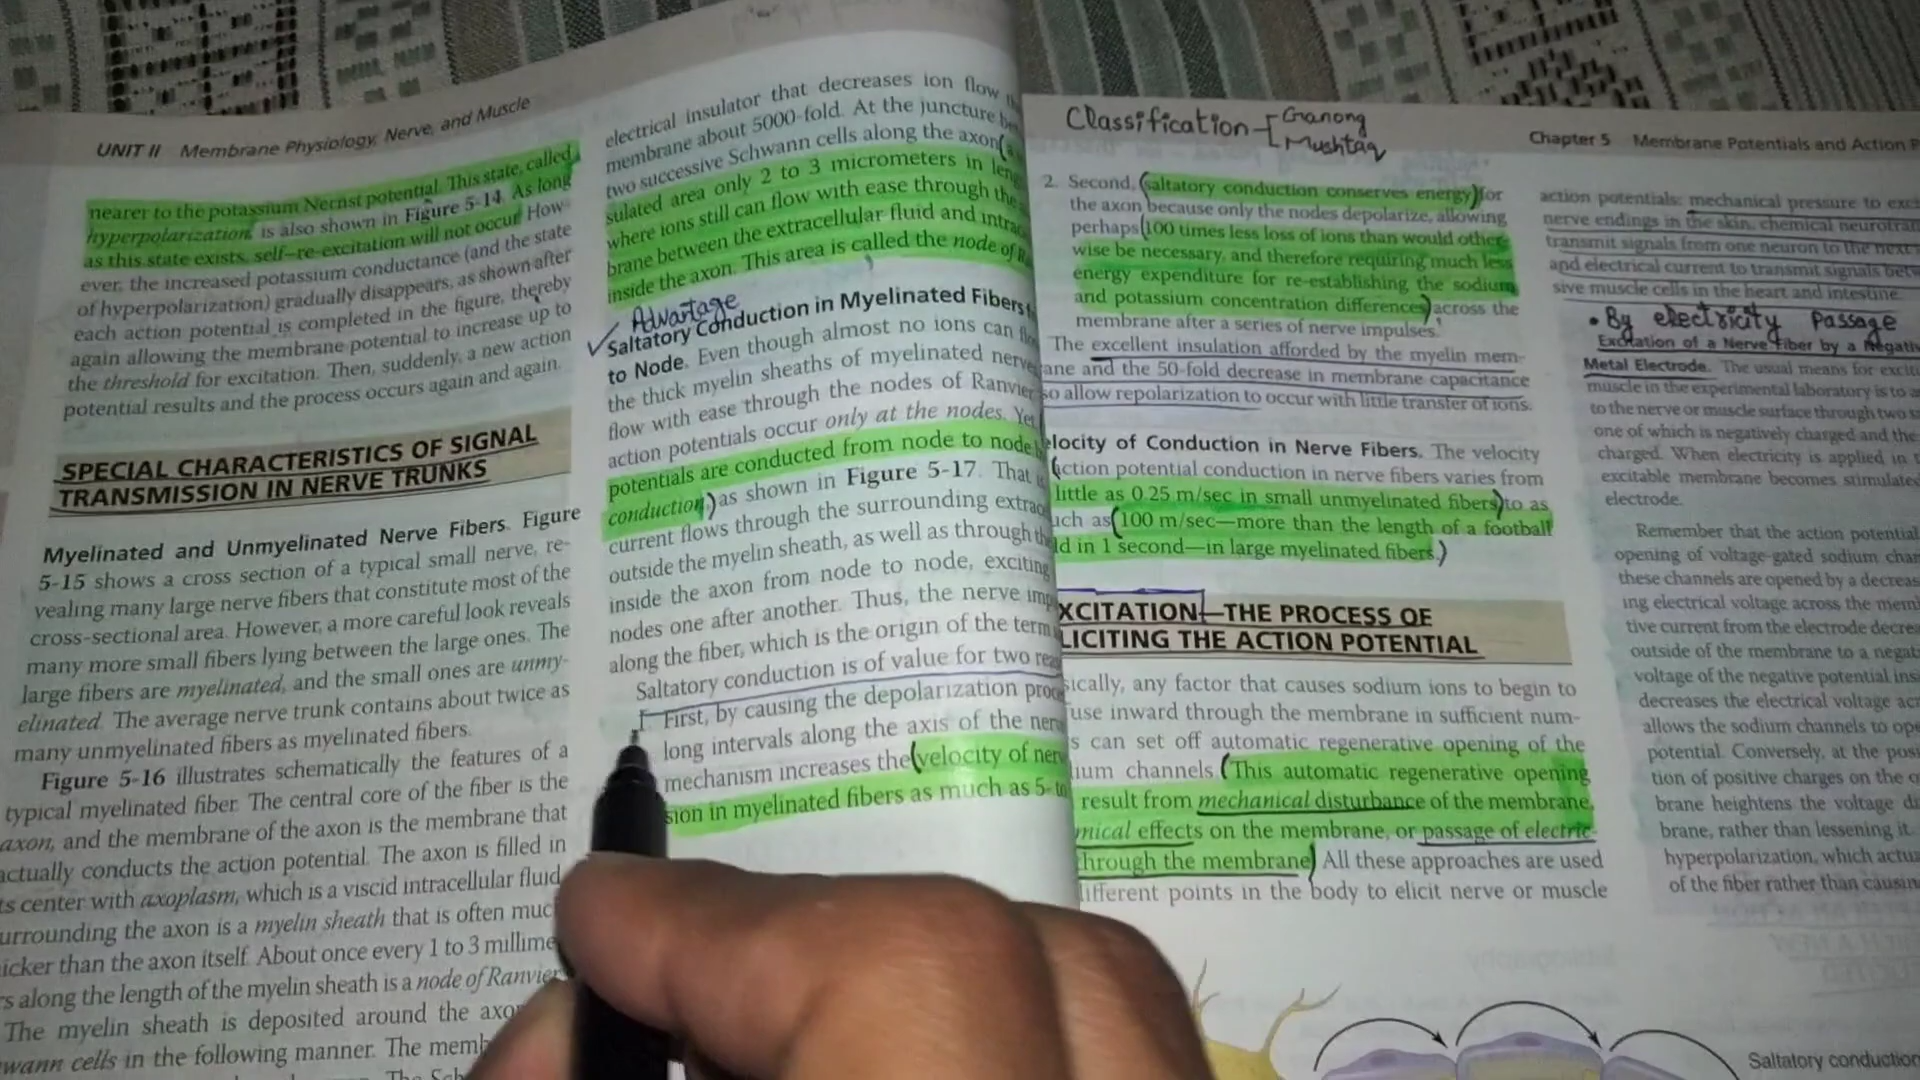 UNIT II Membrane Physiology, Nerve, and Muscle
nearer to the potassium Nernst potential. This state, called
hyperpolarization, is also shown in Figure 5-14. As long
as this state exists, self-re-excitation will not occur. How-
ever, the increased potassium conductance (and the state
of hyperpolarization) gradually disappears, as shown after
each action potential is completed in the figure, thereby
again allowing the membrane potential to increase up to
the threshold for excitation. Then, suddenly, a new action
potential results and the process occurs again and again.
SPECIAL CHARACTERISTICS OF SIGNAL
TRANSMISSION IN NERVE TRUNKS
Myelinated and Unmyelinated Nerve Fibers. Figure
5-15 shows a cross section of a typical small nerve, re-
vealing many large nerve fibers that constitute most of the
cross-sectional area. However, a more careful look reveals
many more small fibers lying between the large ones. The
large fibers are myelinated, and the small ones are unmy-
elinated. The average nerve trunk contains about twice as
many unmyelinated fibers as myelinated fibers.
Figure 5-16 illustrates schematically the features of a
typical myelinated fiber. The central core of the fiber is the
axon, and the membrane of the axon is the membrane that
actually conducts the action potential. The axon is filled in
ts center with axoplasm, which is a viscid intracellular fluid.
urrounding the axon is a myelin sheath that is often muc
icker than the axon itself. About once every 1 to 3 millime
s along the length of the myelin sheath is a node of Ranvier.
The myelin sheath is deposited around the axo
wann cells in the following manner. The memb
electrical insulator that decreases ion flow
membrane about 5000-fold. At the juncture be
two successive Schwann cells along the axon
sulated area only 2 to 3 micrometers in leng
where ions still can flow with ease through the
brane between the extracellular fluid and intrac
inside the axon. This area is called the node of R
Advantage
Saltatory Conduction in Myelinated Fibers
to Node. Even though almost no ions can flo
the thick myelin sheaths of myelinated nerve
flow with ease through the nodes of Ranvier
action potentials occur only at the nodes. Yet
potentials are conducted from node to node
conduction,) as shown in Figure 5-17. That
current flows through the surrounding extrac
outside the myelin sheath, as well as through th
inside the axon from node to node, exciting
nodes one after another. Thus, the nerve imp
along the fiber, which is the origin of the term
Saltatory conduction is of value for two rea
1. First, by causing the depolarization proc
long intervals along the axis of the nerv
mechanism increases the (velocity of nerv
sion in myelinated fibers as much as 5- to
Classification - [Ganong
Mushtaq
Chapter 5 Membrane Potentials and Action P
2. Second, (saltatory conduction conserves energy) for
the axon because only the nodes depolarize, allowing
perhaps (100 times less loss of ions than would other-
wise be necessary, and therefore requiring much less
energy expenditure for re-establishing the sodium
and potassium concentration differences) across the
membrane after a series of nerve impulses.
The excellent insulation afforded by the myelin mem-
ane and the 50-fold decrease in membrane capacitance
so allow repolarization to occur with little transfer of ions.
locity of Conduction in Nerve Fibers. The velocity
(ction potential conduction in nerve fibers varies from
little as 0.25 m/sec in small unmyelinated fibers) to as
uch as (100 m/sec—more than the length of a football
ld in 1 second—in large myelinated fibers.)
XCITATION—THE PROCESS OF
LICITING THE ACTION POTENTIAL
sically, any factor that causes sodium ions to begin to
use inward through the membrane in sufficient num-
s can set off automatic regenerative opening of the
ium channels. (This automatic regenerative opening
result from mechanical disturbance of the membrane,
mical effects on the membrane, or passage of electric-
through the membrane.) All these approaches are used
ifferent points in the body to elicit nerve or muscle
action potentials: mechanical pressure to exci
nerve endings in the skin, chemical neurotran
transmit signals from one neuron to the next
and electrical current to transmit signals betw
sive muscle cells in the heart and intestine.
• By electricity passage
Excitation of a Nerve Fiber by a Negativ
Metal Electrode. The usual means for excit
muscle in the experimental laboratory is to a
to the nerve or muscle surface through two s
one of which is negatively charged and the
charged. When electricity is applied in t
excitable membrane becomes stimulated
electrode.
Remember that the action potential
opening of voltage-gated sodium chan
these channels are opened by a decreas
ing electrical voltage across the memb
tive current from the electrode decres
outside of the membrane to a negat
voltage of the negative potential insi
decreases the electrical voltage acr
allows the sodium channels to ope
potential. Conversely, at the posi
tion of positive charges on the o
brane heightens the voltage di
brane, rather than lessening it.
hyperpolarization, which actua
of the fiber rather than causin
Saltatory conduction